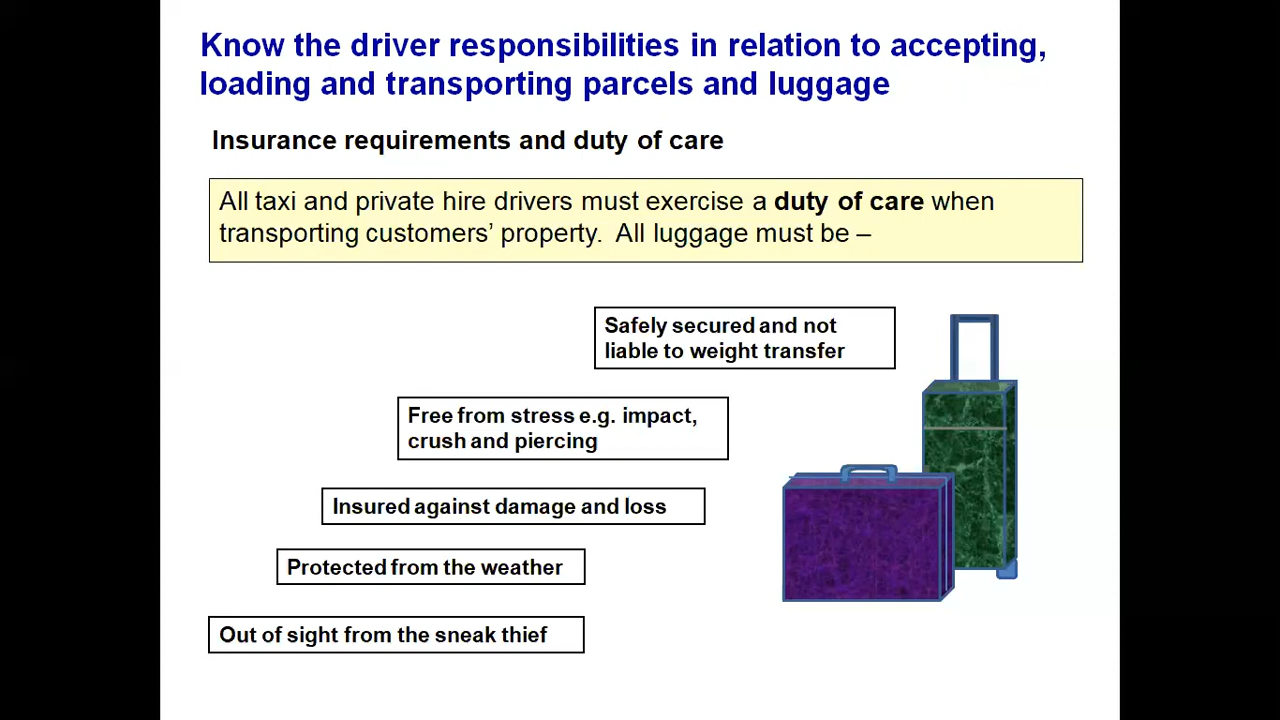 Know the driver responsibilities in relation to accepting,
loading and transporting parcels and luggage
Insurance requirements and duty of care
All taxi and private hire drivers must exercise a duty of care when
transporting customers’ property.  All luggage must be –
Safely secured and not
liable to weight transfer
Free from stress e.g. impact,
crush and piercing
Insured against damage and loss
Protected from the weather
Out of sight from the sneak thief